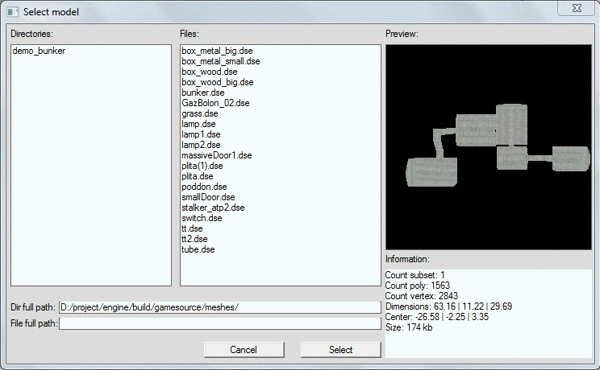 Select model
Directories:
demo_bunker
Files:
box_metal_big.dse
box_metal_small.dse
box_wood.dse
box_wood_big.dse
bunker.dse
GazBolon_02.dse
grass.dse
lamp.dse
lamp1.dse
lamp2.dse
massiveDoor1.dse
plita(1).dse
plita.dse
poddon.dse
smallDoor.dse
stalker_atp2.dse
switch.dse
tt.dse
tt2.dse
tube.dse
Preview:
Information:
Count subset: 1
Count poly: 1563
Count vertex: 2843
Dimensions: 63.16 | 11.22 | 29.69
Center: -26.58 | -2.25 | 3.35
Size: 174 kb
Dir full path: D:/project/engine/build/gamesource/meshes/
File full path:
Cancel Select